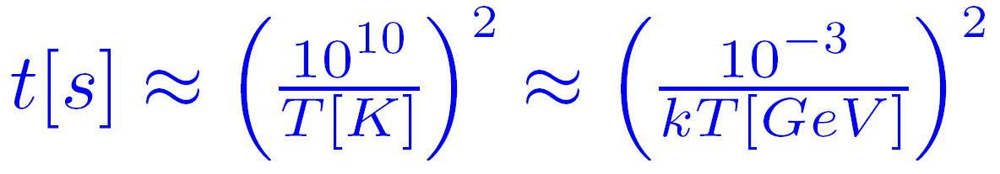 t[s] ≈ (10^10 / T[K])^2 ≈ (10^−3 / kT[GeV])^2